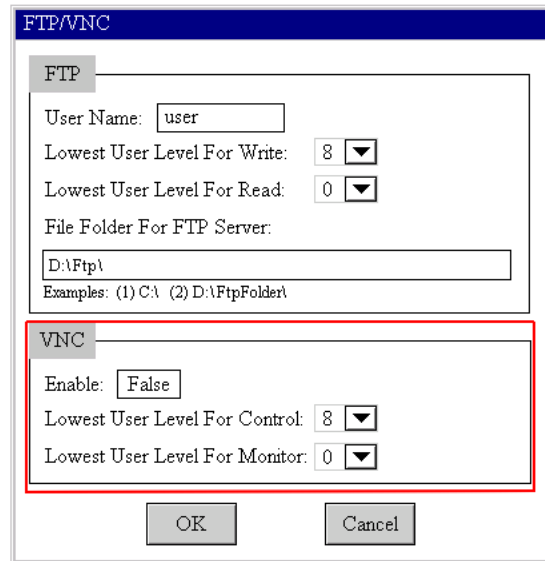 FTP/VNC
FTP
User Name: user
Lowest User Level For Write: 8
Lowest User Level For Read: 0
File Folder For FTP Server:
D:\Ftp\
Examples: (1) C:\ (2) D:\FtpFolder\
VNC
Enable: False
Lowest User Level For Control: 8
Lowest User Level For Monitor: 0
OK Cancel